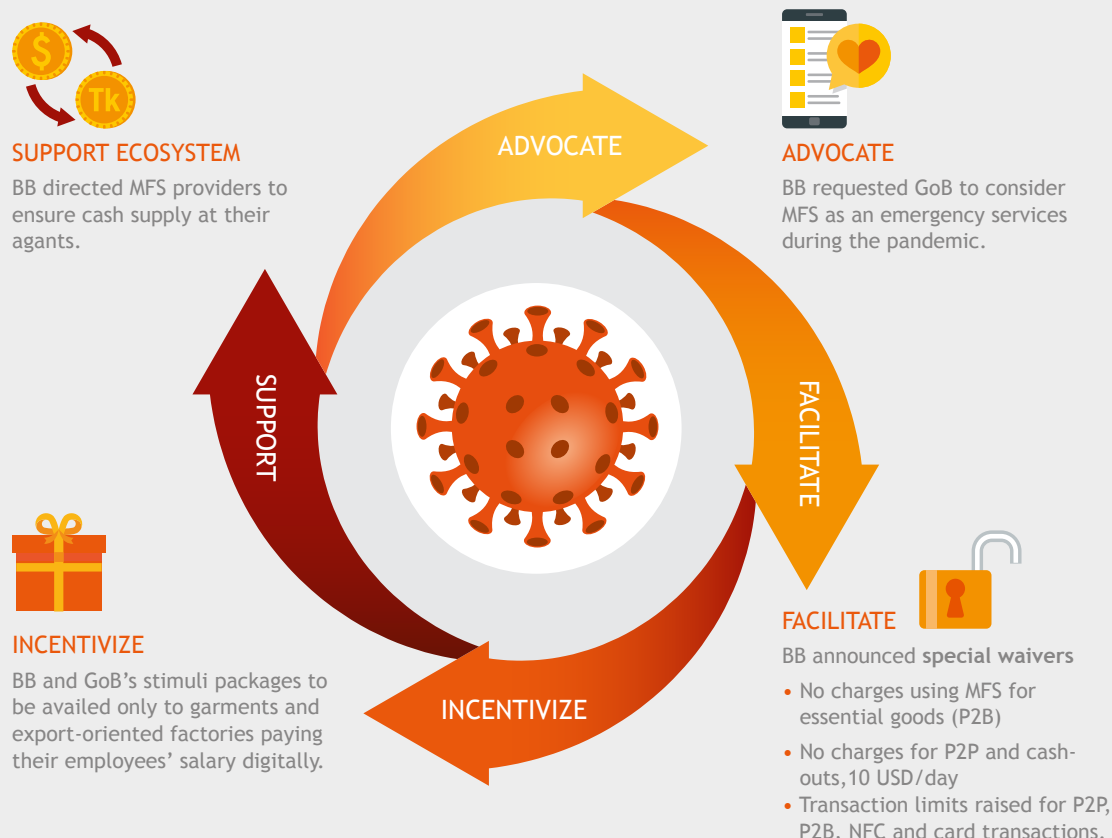 $
Tk
SUPPORT ECOSYSTEM
BB directed MFS providers to
ensure cash supply at their
agants.
ADVOCATE
ADVOCATE
BB requested GoB to consider
MFS as an emergency services
during the pandemic.
SUPPORT
FACILITATE
INCENTIVIZE
BB and GoB's stimuli packages to
be availed only to garments and
export-oriented factories paying
their employees' salary digitally.
INCENTIVIZE
FACILITATE
BB announced special waivers
• No charges using MFS for
essential goods (P2B)
• No charges for P2P and cash-
outs,10 USD/day
• Transaction limits raised for P2P,
P2B, NFC and card transactions.